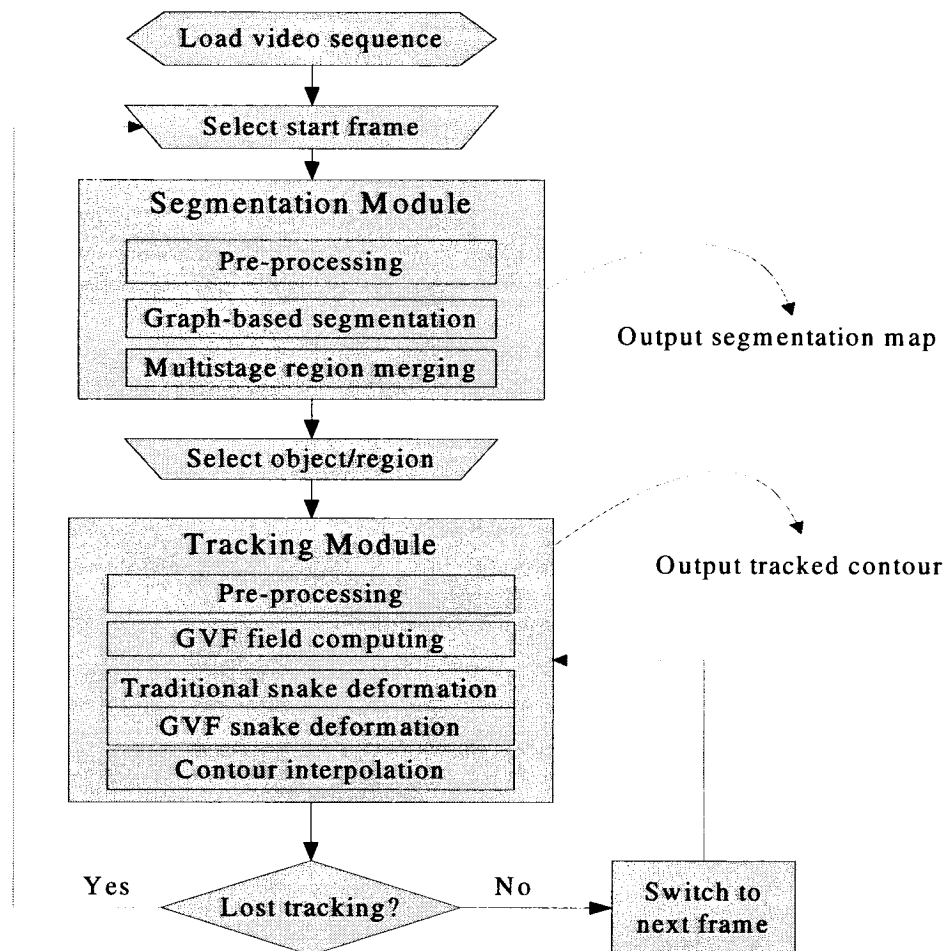 Load video sequence
Select start frame
Segmentation Module
Pre-processing
Graph-based segmentation
Multistage region merging
Output segmentation map
Select object/region
Tracking Module
Pre-processing
GVF field computing
Traditional snake deformation
GVF snake deformation
Contour interpolation
Output tracked contour
Yes
Lost tracking?
No
Switch to
next frame